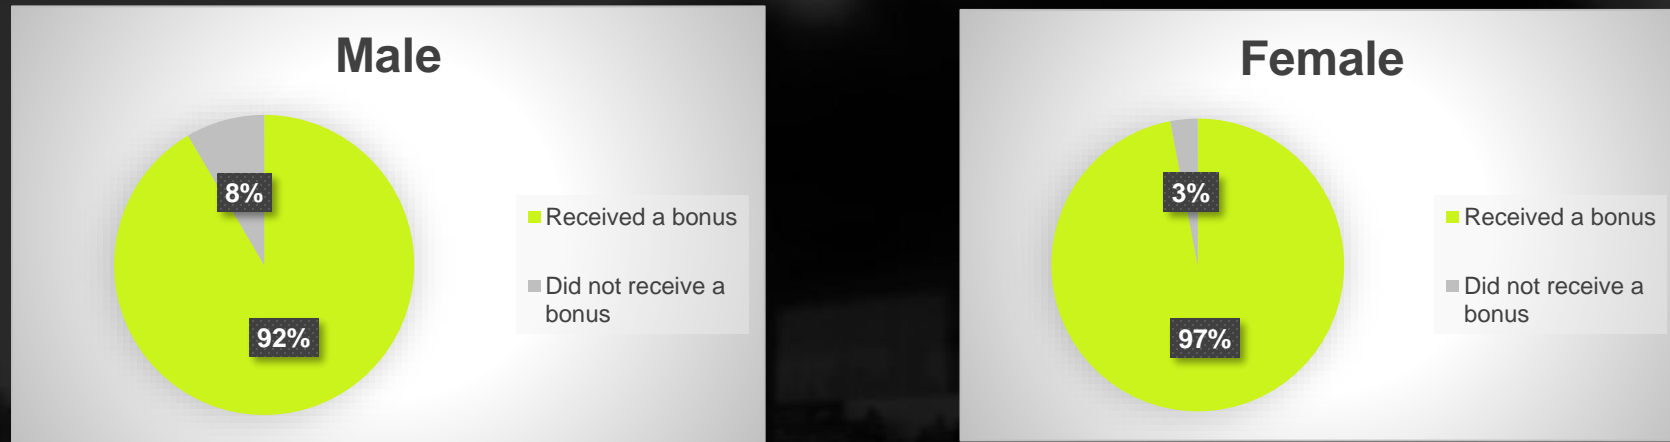 Male
8%
92%
Received a bonus
Did not receive a
bonus
Female
3%
97%
Received a bonus
Did not receive a
bonus